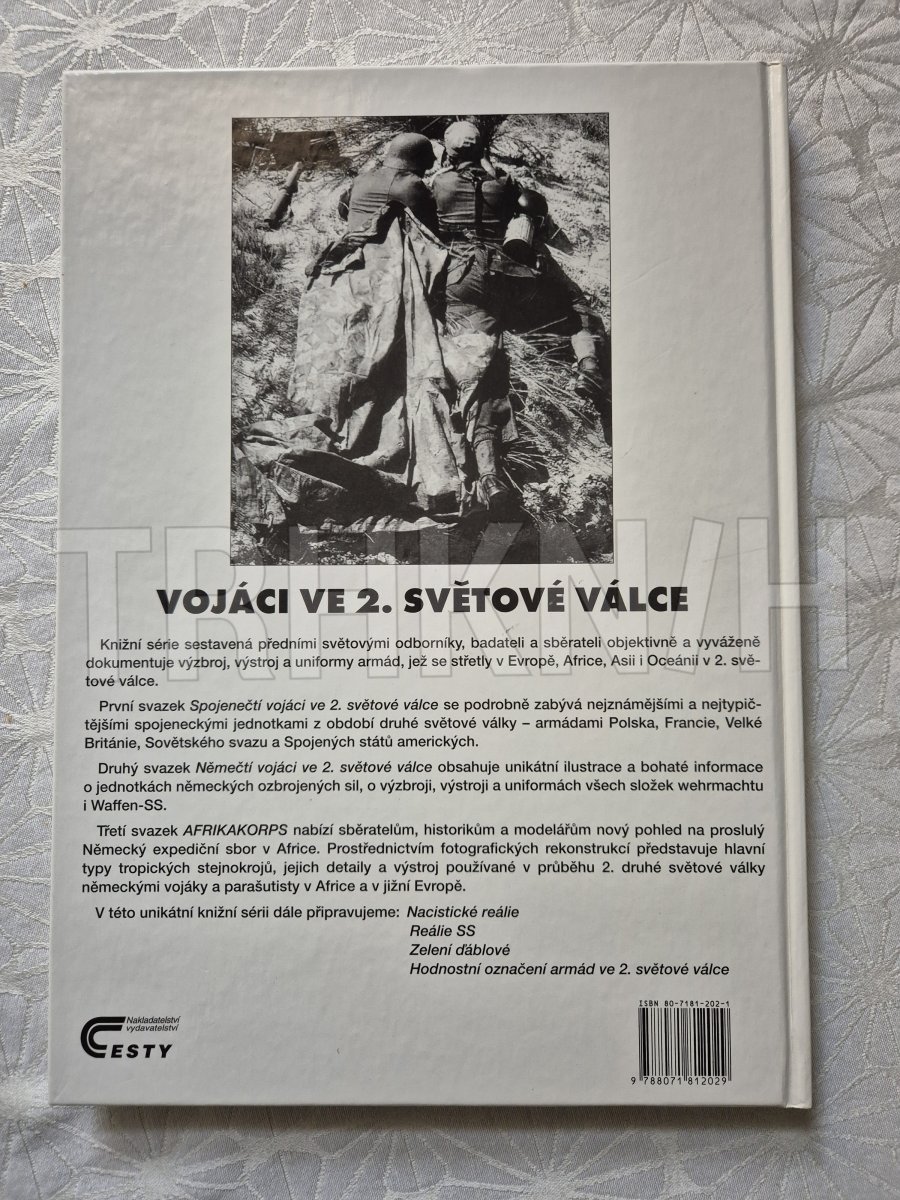 VOJÁCI VE 2. SVĚTOVÉ VÁLCE
Knižní série sestavená předními světovými odborníky, badateli a sběrateli objektivně a vyváženě
dokumentuje výzbroj, výstroj a uniformy armád, jež se střetly v Evropě, Africe, Asii i Oceánii v 2. svě-
tové válce.
První svazek Spojenečtí vojáci ve 2. světové válce se podrobně zabývá nejznámějšími a nejtypič-
tějšími spojeneckými jednotkami z období druhé světové války – armádami Polska, Francie, Velké
Británie, Sovětského svazu a Spojených států amerických.
Druhý svazek Němečtí vojáci ve 2. světové válce obsahuje unikátní ilustrace a bohaté informace
o jednotkách německých ozbrojených sil, o výzbroji, výstroji a uniformách všech složek wehrmachtu
i Waffen-SS.
Třetí svazek AFRIKAKORPS nabízí sběratelům, historikům a modelářům nový pohled na proslulý
Německý expediční sbor v Africe. Prostřednictvím fotografických rekonstrukcí představuje hlavní
typy tropických stejnokrojů, jejich detaily a výstroj používané v průběhu 2. druhé světové války
německými vojáky a parašutisty v Africe a v jižní Evropě.
V této unikátní knižní sérii dále připravujeme: Nacistické reálie
Reálie SS
Zelení ďáblové
Hodnostní označení armád ve 2. světové válce
Nakladatelství
vydavatelství
CESTY
ISBN 80-7181-202-1
9 788071 812029